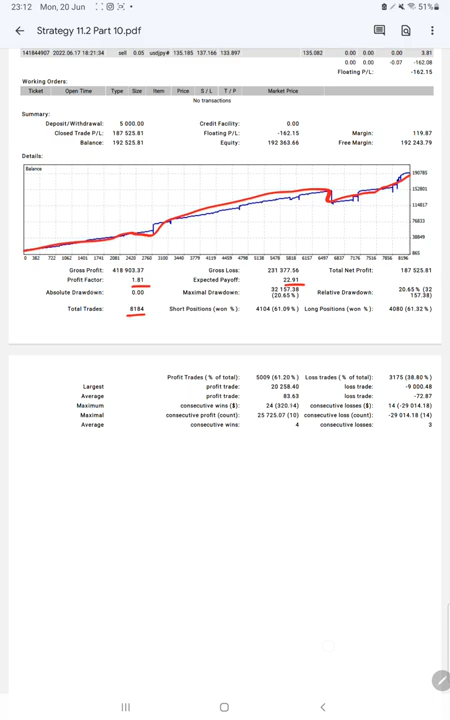 23:12 Mon, 20 Jun 51%
Strategy 11.2 Part 10.pdf
141844907 2022.06.17 18:21:34 sell 0.05 usdjpy# 135.185 137.166 133.897 135.082 0.00 0.00 0.00 3.81
0.00 0.00 -0.07 -162.08
Floating P/L: -162.15
Working Orders:
Ticket Open Time Type Size Item Price S / L T / P Market Price
No transactions
Summary:
Deposit/Withdrawal: 5 000.00 Credit Facility: 0.00
Closed Trade P/L: 187 525.81 Floating P/L: -162.15 Margin: 119.87
Balance: 192 525.81 Equity: 192 363.66 Free Margin: 192 243.79
Details:
Balance
190785
152801
114817
76833
38849
865
0 382 722 1062 1401 1741 2081 2420 2760 3100 3440 3779 4119 4459 4798 5138 5478 5818 6157 6497 6837 7176 7516 7856 8196
Gross Profit: 418 903.37 Gross Loss: 231 377.56 Total Net Profit: 187 525.81
Profit Factor: 1.81 Expected Payoff: 22.91
Absolute Drawdown: 0.00 Maximal Drawdown: 32 157.38 (20.65%) Relative Drawdown: 20.65% (32 157.38)
Total Trades: 8184 Short Positions (won %): 4104 (61.09%) Long Positions (won %): 4080 (61.32%)
Profit Trades (% of total): 5009 (61.20%) Loss trades (% of total): 3175 (38.80%)
Largest profit trade: 20 258.40 loss trade: -9 000.48
Average profit trade: 83.63 loss trade: -72.87
Maximum consecutive wins ($): 24 (320.14) consecutive losses ($): 14 (-29 014.18)
Maximal consecutive profit (count): 25 725.07 (10) consecutive loss (count): -29 014.18 (14)
Average consecutive wins: 4 consecutive losses: 3